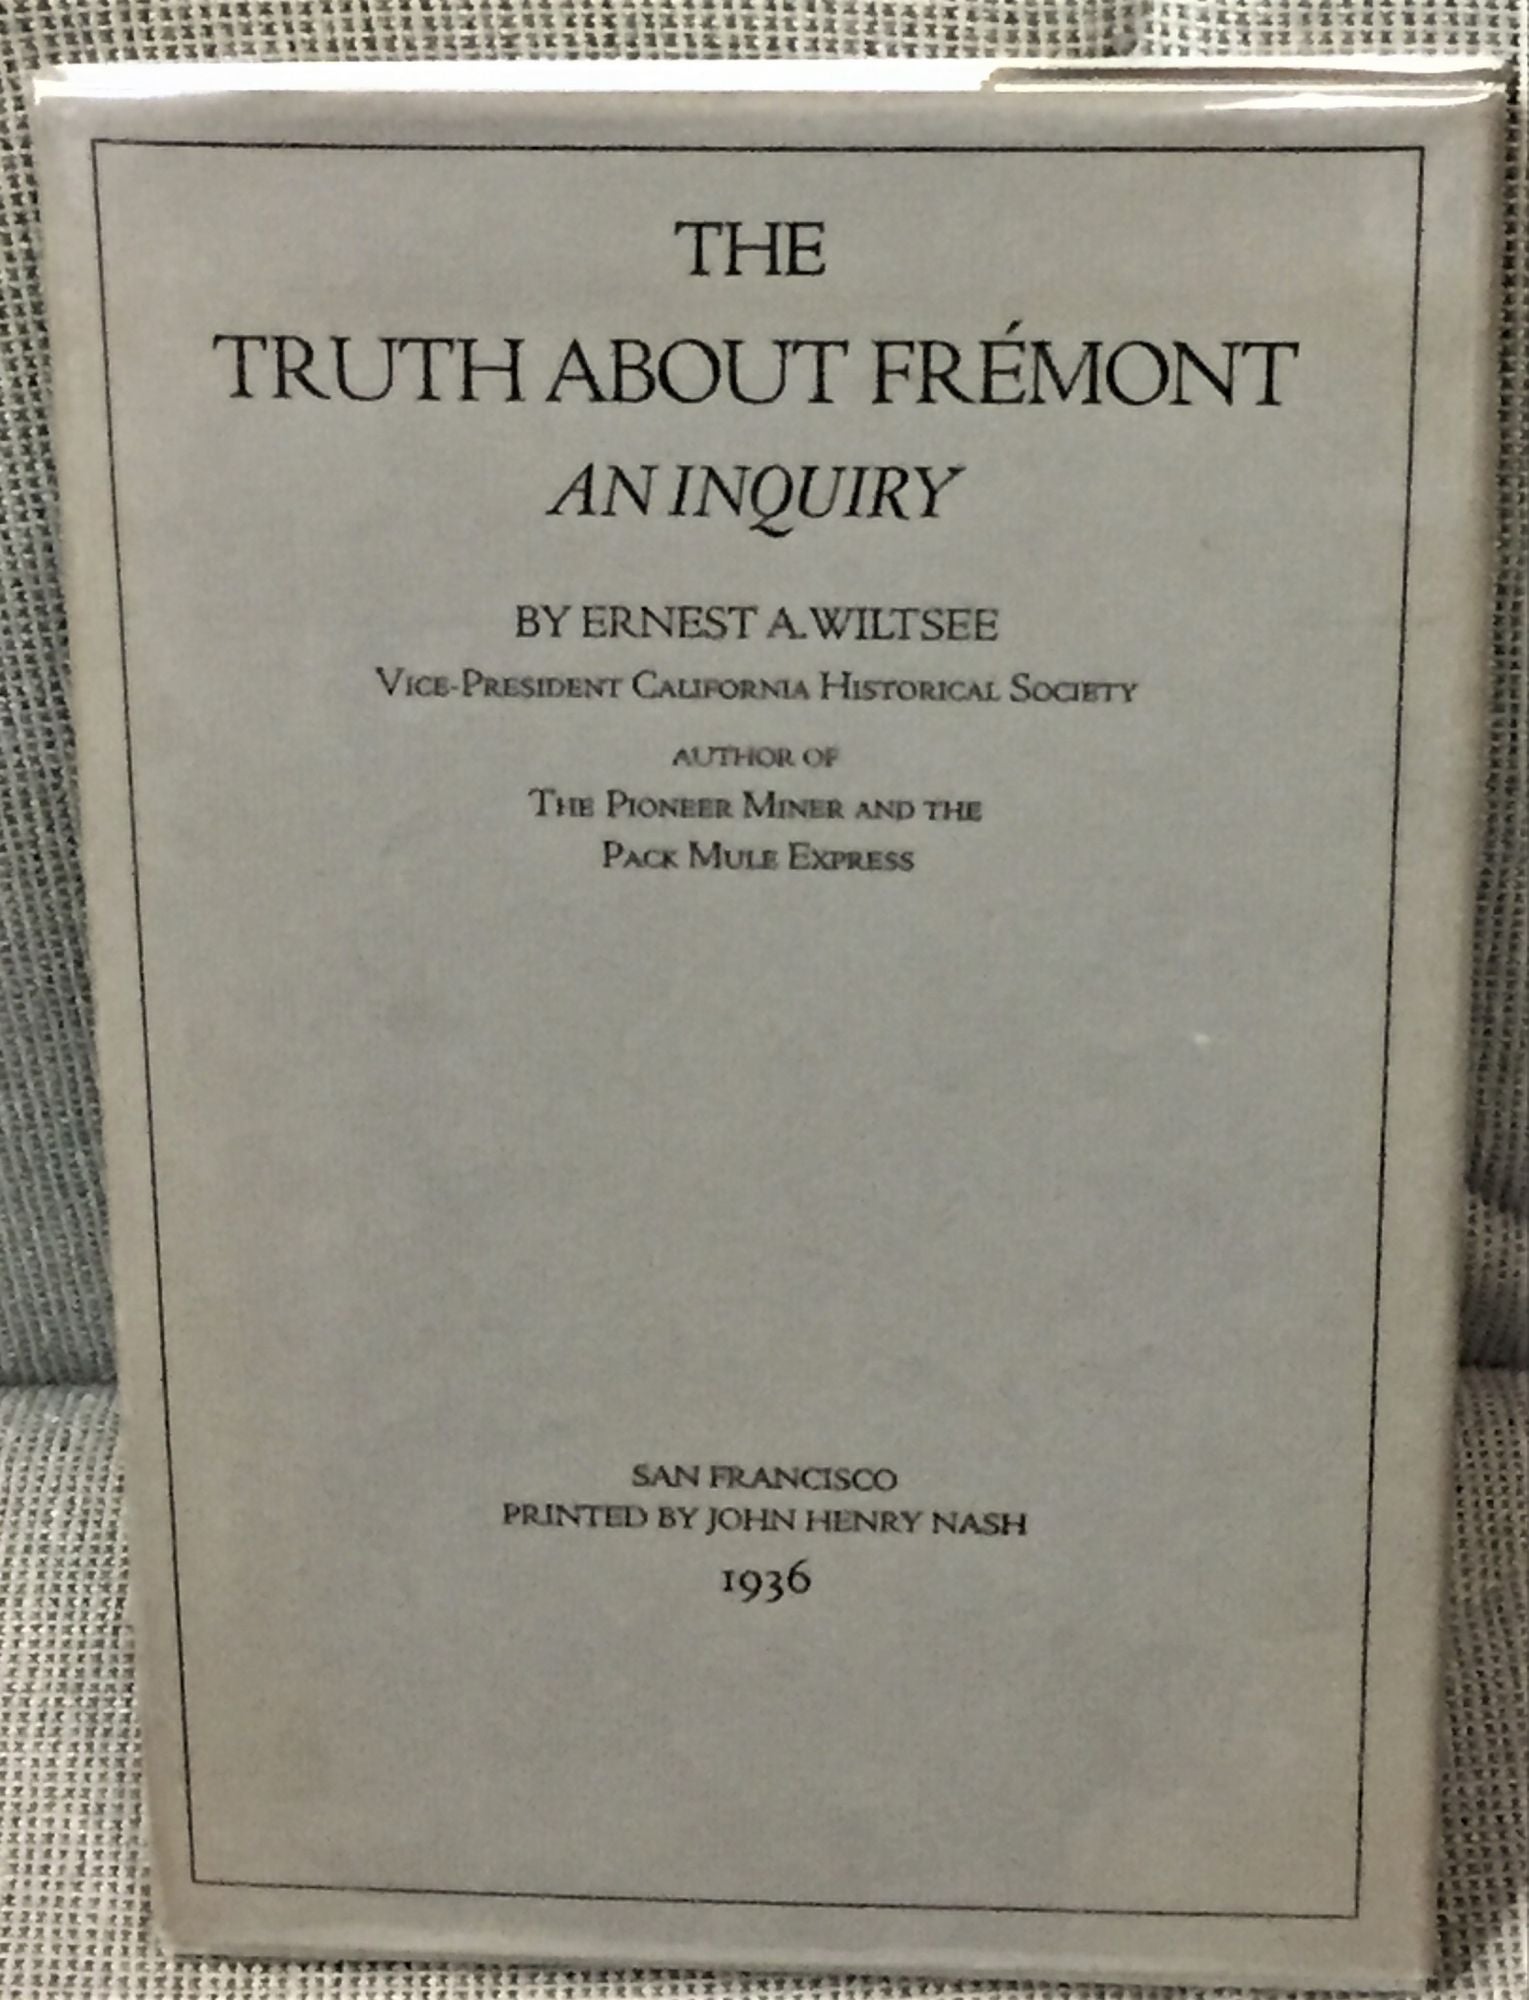 THE
TRUTH ABOUT FRÉMONT
AN INQUIRY
BY ERNEST A. WILTSEE
VICE-PRESIDENT CALIFORNIA HISTORICAL SOCIETY
AUTHOR OF
THE PIONEER MINER AND THE
PACK MULE EXPRESS
SAN FRANCISCO
PRINTED BY JOHN HENRY NASH
1936